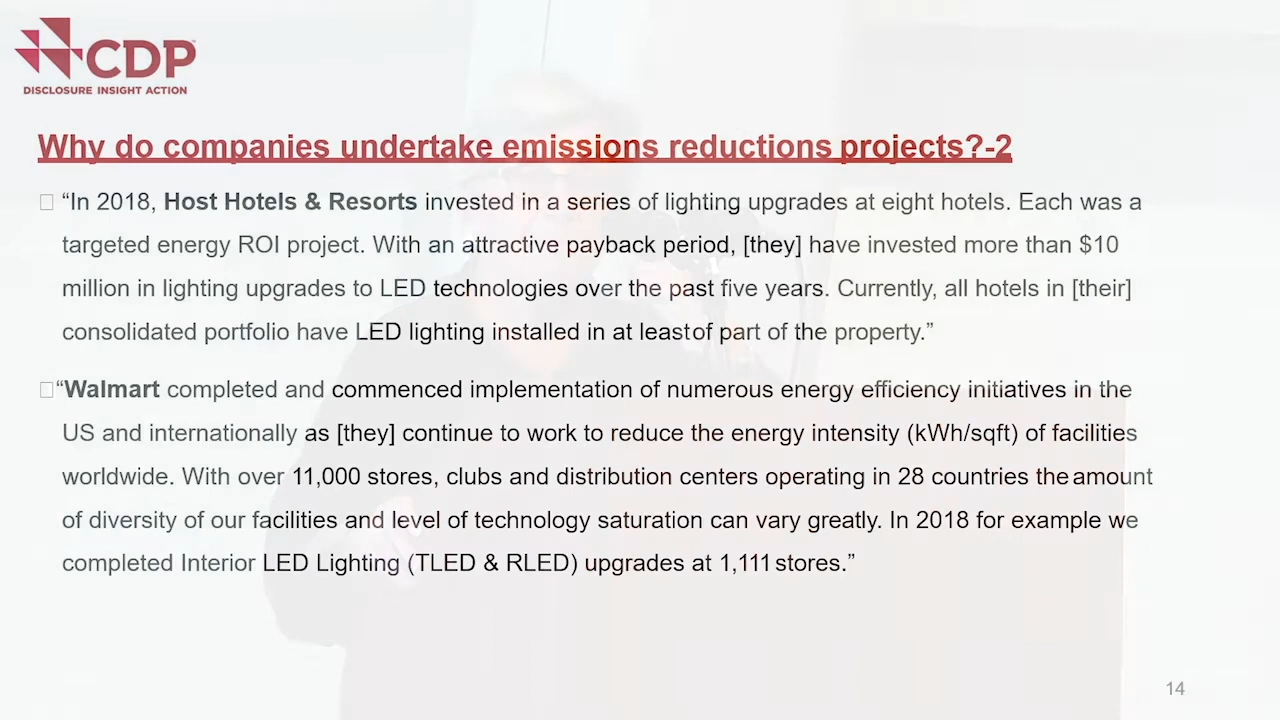 CDP
DISCLOSURE INSIGHT ACTION
Why do companies undertake emissions reductions projects?-2
“In 2018, Host Hotels & Resorts invested in a series of lighting upgrades at eight hotels. Each was a
targeted energy ROI project. With an attractive payback period, [they] have invested more than $10
million in lighting upgrades to LED technologies over the past five years. Currently, all hotels in [their]
consolidated portfolio have LED lighting installed in at least of part of the property.”
“Walmart completed and commenced implementation of numerous energy efficiency initiatives in the
US and internationally as [they] continue to work to reduce the energy intensity (kWh/sqft) of facilities
worldwide. With over 11,000 stores, clubs and distribution centers operating in 28 countries the amount
of diversity of our facilities and level of technology saturation can vary greatly. In 2018 for example we
completed Interior LED Lighting (TLED & RLED) upgrades at 1,111 stores.”
14